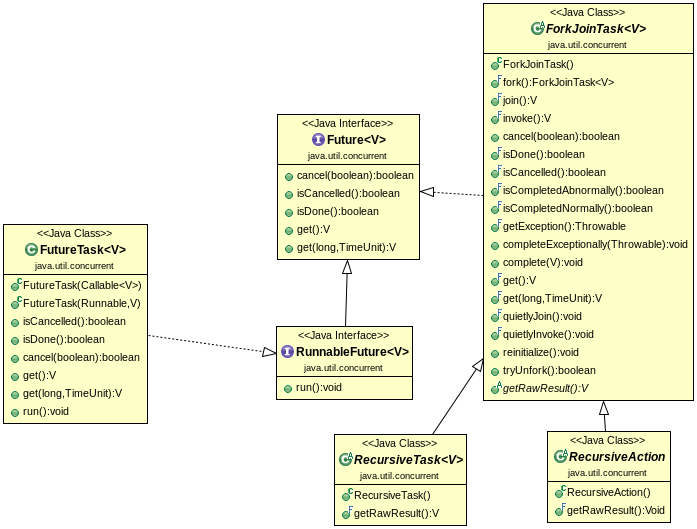 <<Java Class>>
ForkJoinTask<V>
java.util.concurrent
ForkJoinTask()
fork():ForkJoinTask<V>
join():V
invoke():V
cancel(boolean):boolean
isDone():boolean
isCancelled():boolean
isCompletedAbnormally():boolean
isCompletedNormally():boolean
getException():Throwable
completeExceptionally(Throwable):void
complete(V):void
get():V
get(long,TimeUnit):V
quietlyJoin():void
quietlyInvoke():void
reinitialize():void
tryUnfork():boolean
getRawResult():V
<<Java Interface>>
Future<V>
java.util.concurrent
cancel(boolean):boolean
isCancelled():boolean
isDone():boolean
get():V
get(long,TimeUnit):V
<<Java Class>>
FutureTask<V>
java.util.concurrent
FutureTask(Callable<V>)
FutureTask(Runnable,V)
isCancelled():boolean
isDone():boolean
cancel(boolean):boolean
get():V
get(long,TimeUnit):V
run():void
<<Java Interface>>
RunnableFuture<V>
java.util.concurrent
run():void
<<Java Class>>
RecursiveTask<V>
java.util.concurrent
RecursiveTask()
getRawResult():V
<<Java Class>>
RecursiveAction
java.util.concurrent
RecursiveAction()
getRawResult():Void